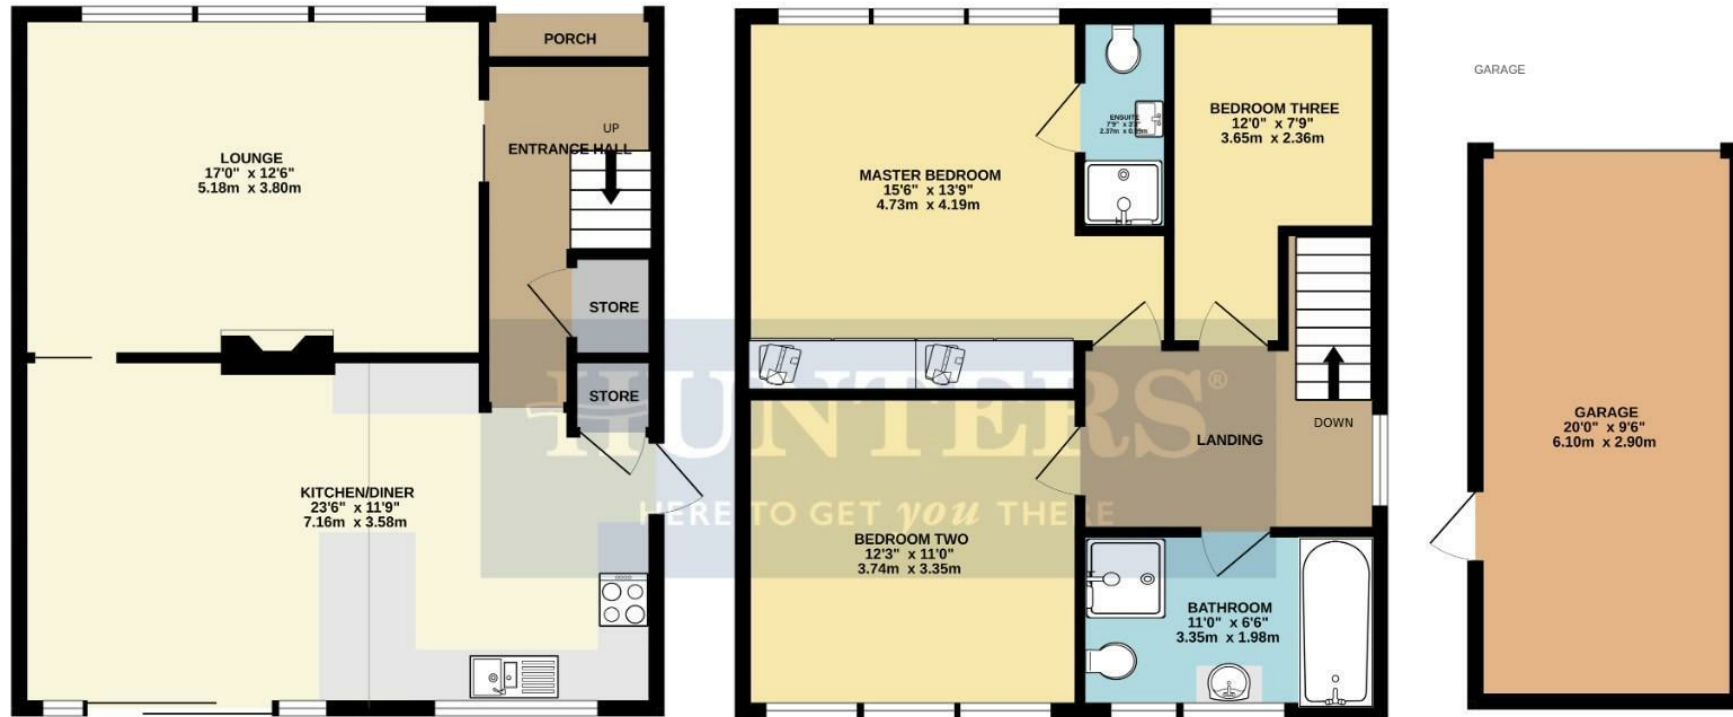 PORCH
LOUNGE
17'0" x 12'6"
5.18m x 3.80m
UP
ENTRANCE HALL
STORE
STORE
KITCHEN/DINER
23'6" x 11'9"
7.16m x 3.58m
MASTER BEDROOM
15'6" x 13'9"
4.73m x 4.19m
ENSUITE
BEDROOM THREE
12'0" x 7'9"
3.65m x 2.36m
LANDING
DOWN
BEDROOM TWO
12'3" x 11'0"
3.74m x 3.35m
BATHROOM
11'0" x 6'6"
3.35m x 1.98m
GARAGE
GARAGE
20'0" x 9'6"
6.10m x 2.90m
HUNTERS®
HERE TO GET you THERE